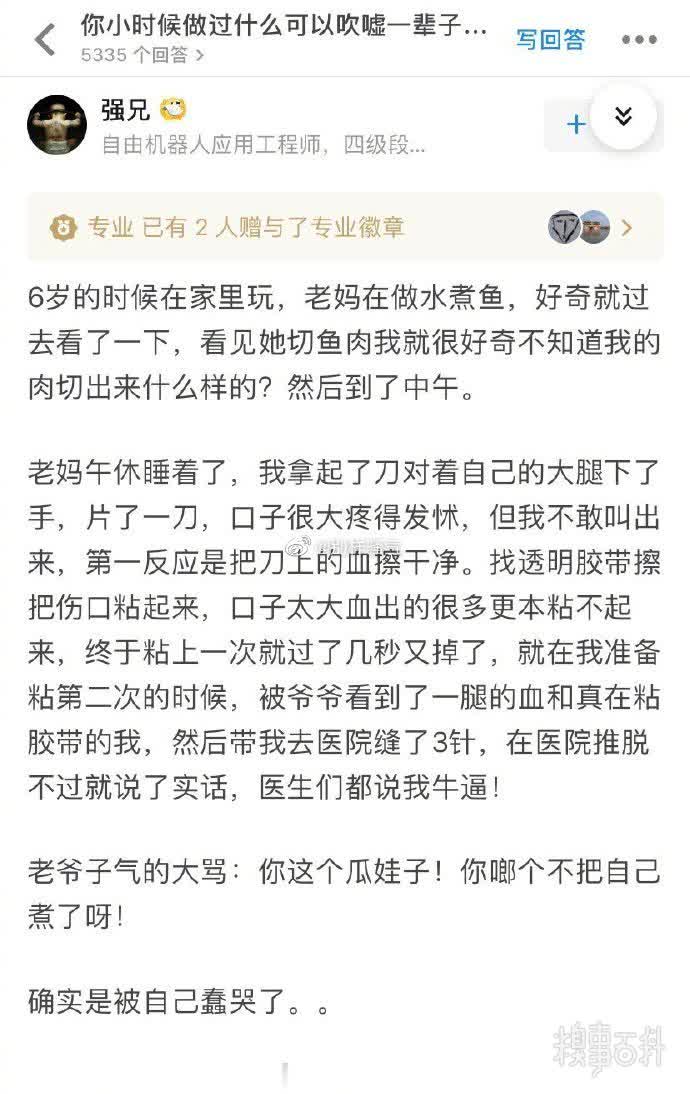 你小时候做过什么可以吹嘘一辈子...
5335 个回答 >
写回答
强兄
自由机器人应用工程师，四级段...
专业 已有 2 人赠与了专业徽章
6岁的时候在家里玩，老妈在做水煮鱼，好奇就过
去看了一下，看见她切鱼肉我就很好奇不知道我的
肉切出来什么样的？然后到了中午。
老妈午休睡着了，我拿起了刀对着自己的大腿下了
手，片了一刀，口子很大疼得发怵，但我不敢叫出
来，第一反应是把刀上的血擦干净。找透明胶带擦
把伤口粘起来，口子太大血出的很多更本粘不起
来，终于粘上一次就过了几秒又掉了，就在我准备
粘第二次的时候，被爷爷看到了一腿的血和真在粘
胶带的我，然后带我去医院缝了3针，在医院推脱
不过就说了实话，医生们都说我牛逼！
老爷子气的大骂：你这个瓜娃子！你啷个不把自己
煮了呀！
确实是被自己蠢哭了。。
糗事百科